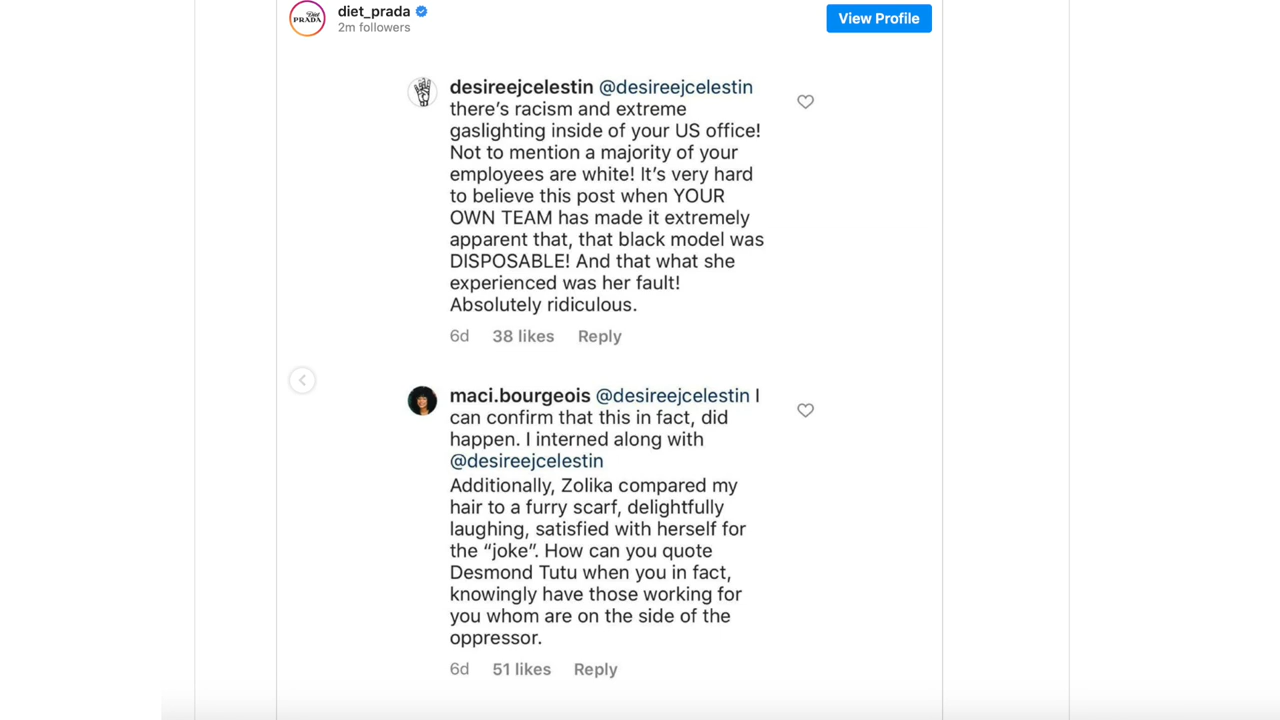 Diet
PRADA
diet_prada
2m followers
View Profile
desireejcelestin @desireejcelestin
there’s racism and extreme
gaslighting inside of your US office!
Not to mention a majority of your
employees are white! It’s very hard
to believe this post when YOUR
OWN TEAM has made it extremely
apparent that, that black model was
DISPOSABLE! And that what she
experienced was her fault!
Absolutely ridiculous.
6d 38 likes Reply
maci.bourgeois @desireejcelestin I
can confirm that this in fact, did
happen. I interned along with
@desireejcelestin
Additionally, Zolika compared my
hair to a furry scarf, delightfully
laughing, satisfied with herself for
the “joke”. How can you quote
Desmond Tutu when you in fact,
knowingly have those working for
you whom are on the side of the
oppressor.
6d 51 likes Reply